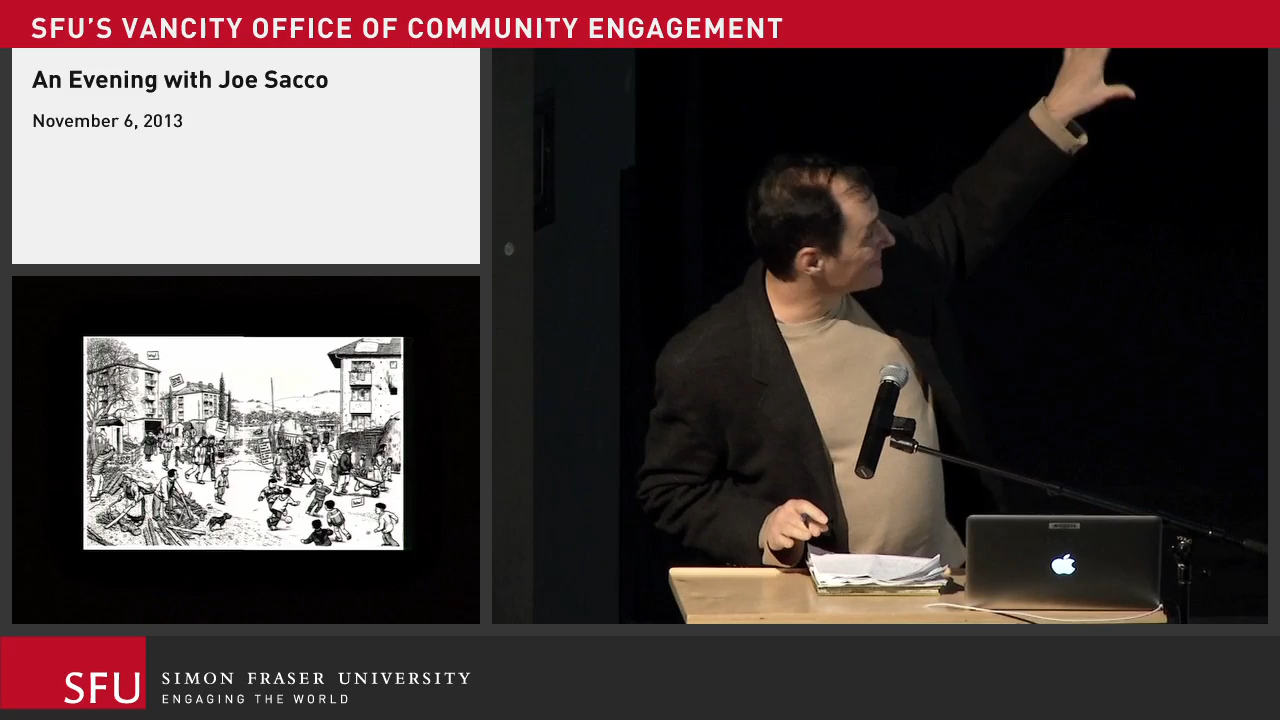 SFU'S VANCITY OFFICE OF COMMUNITY ENGAGEMENT
An Evening with Joe Sacco
November 6, 2013
SFU
SIMON FRASER UNIVERSITY
ENGAGING THE WORLD